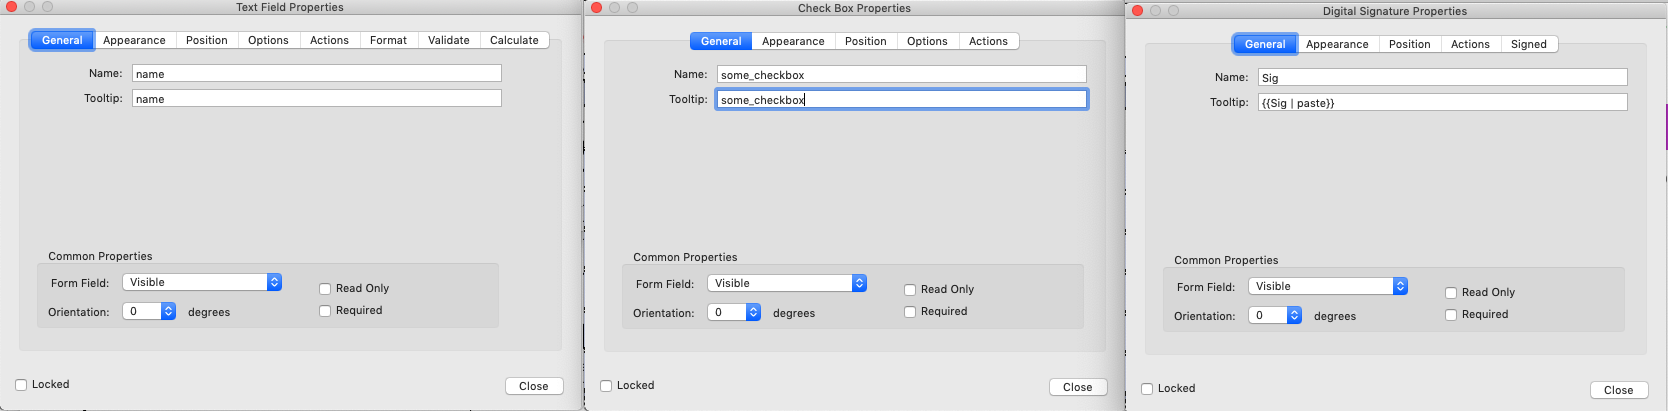 Text Field Properties
General Appearance Position Options Actions Format Validate Calculate
Name: name
Tooltip: name
Common Properties
Form Field: Visible
Read Only
Orientation: 0 degrees
Required
Locked
Close
Check Box Properties
General Appearance Position Options Actions
Name: some_checkbox
Tooltip: some_checkbox
Common Properties
Form Field: Visible
Read Only
Orientation: 0 degrees
Required
Locked
Close
Digital Signature Properties
General Appearance Position Actions Signed
Name: Sig
Tooltip: {{Sig | paste}}
Common Properties
Form Field: Visible
Read Only
Orientation: 0 degrees
Required
Locked
Close